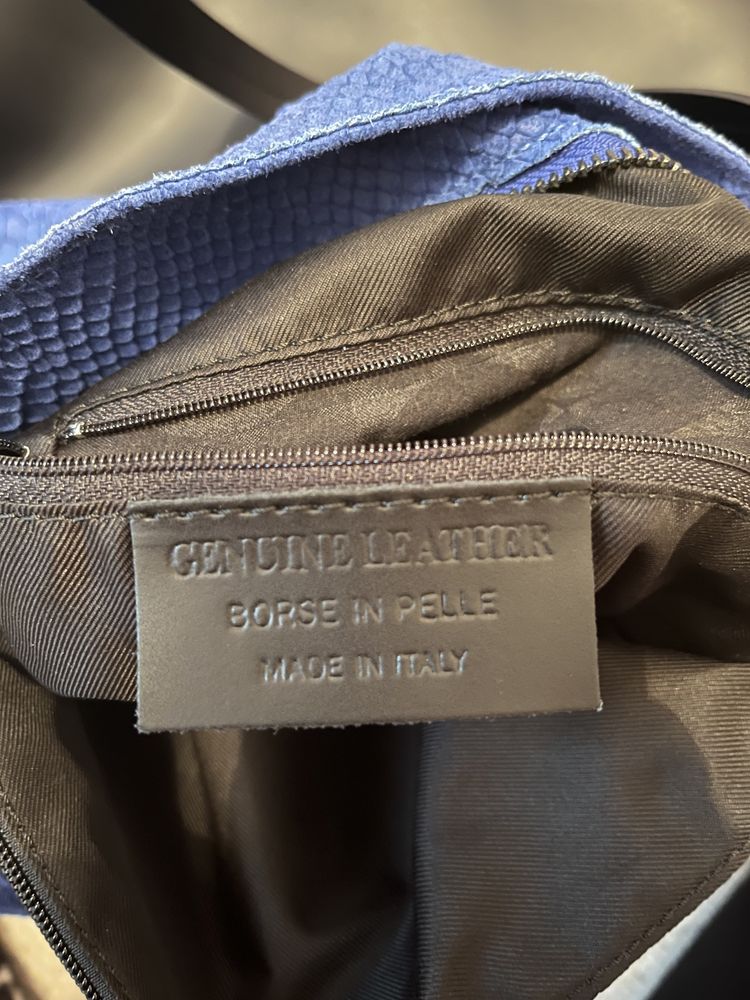 GENUINE LEATHER
BORSE IN PELLE
MADE IN ITALY